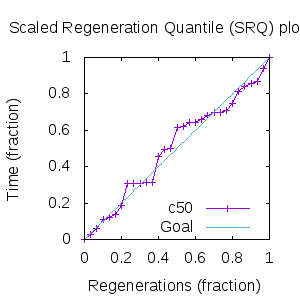 Scaled Regeneration Quantile (SRQ) plo
1
0.8
0.6
0.4
0.2
0
Time (fraction)
c50
Goal
0 0.2 0.4 0.6 0.8 1
Regenerations (fraction)